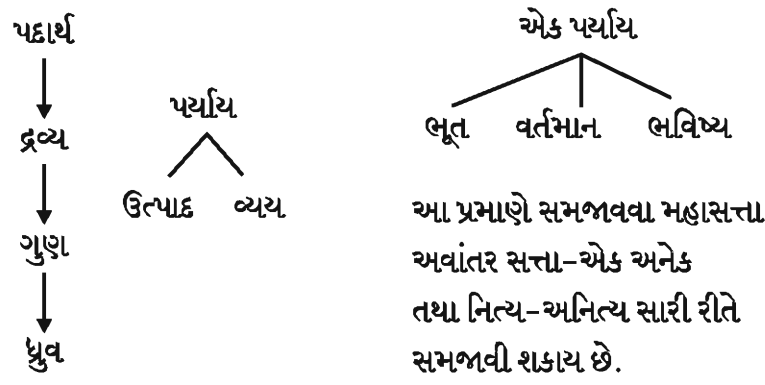 પદાર્થ
દ્રવ્ય
ગુણ
ધ્રુવ
પર્યાય
ઉત્પાદ વ્યય
એક પર્યાય
ભૂત વર્તમાન ભવિષ્ય
આ પ્રમાણે સમજાવવા મહાસત્તા
અવાંતર સત્તા-એક અનેક
તથા નિત્ય-અનિત્ય સારી રીતે
સમજાવી શકાય છે.